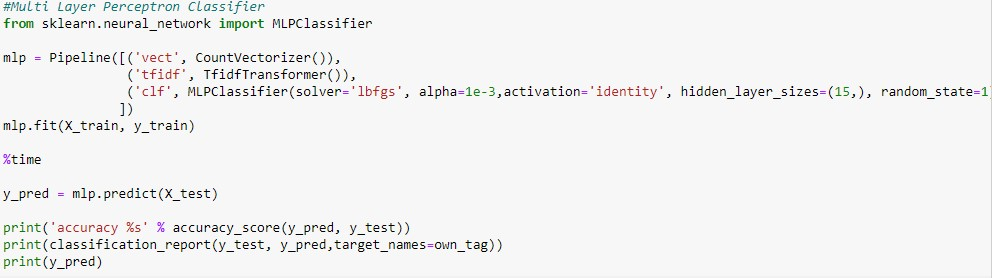 #Multi Layer Perceptron Classifier
from sklearn.neural_network import MLPClassifier
mlp = Pipeline([('vect', CountVectorizer()),
('tfidf', TfidfTransformer()),
('clf', MLPClassifier(solver='lbfgs', alpha=1e-3,activation='identity', hidden_layer_sizes=(15,), random_state=1
])
mlp.fit(X_train, y_train)
%time
y_pred = mlp.predict(X_test)
print('accuracy %s' % accuracy_score(y_pred, y_test))
print(classification_report(y_test, y_pred,target_names=own_tag))
print(y_pred)